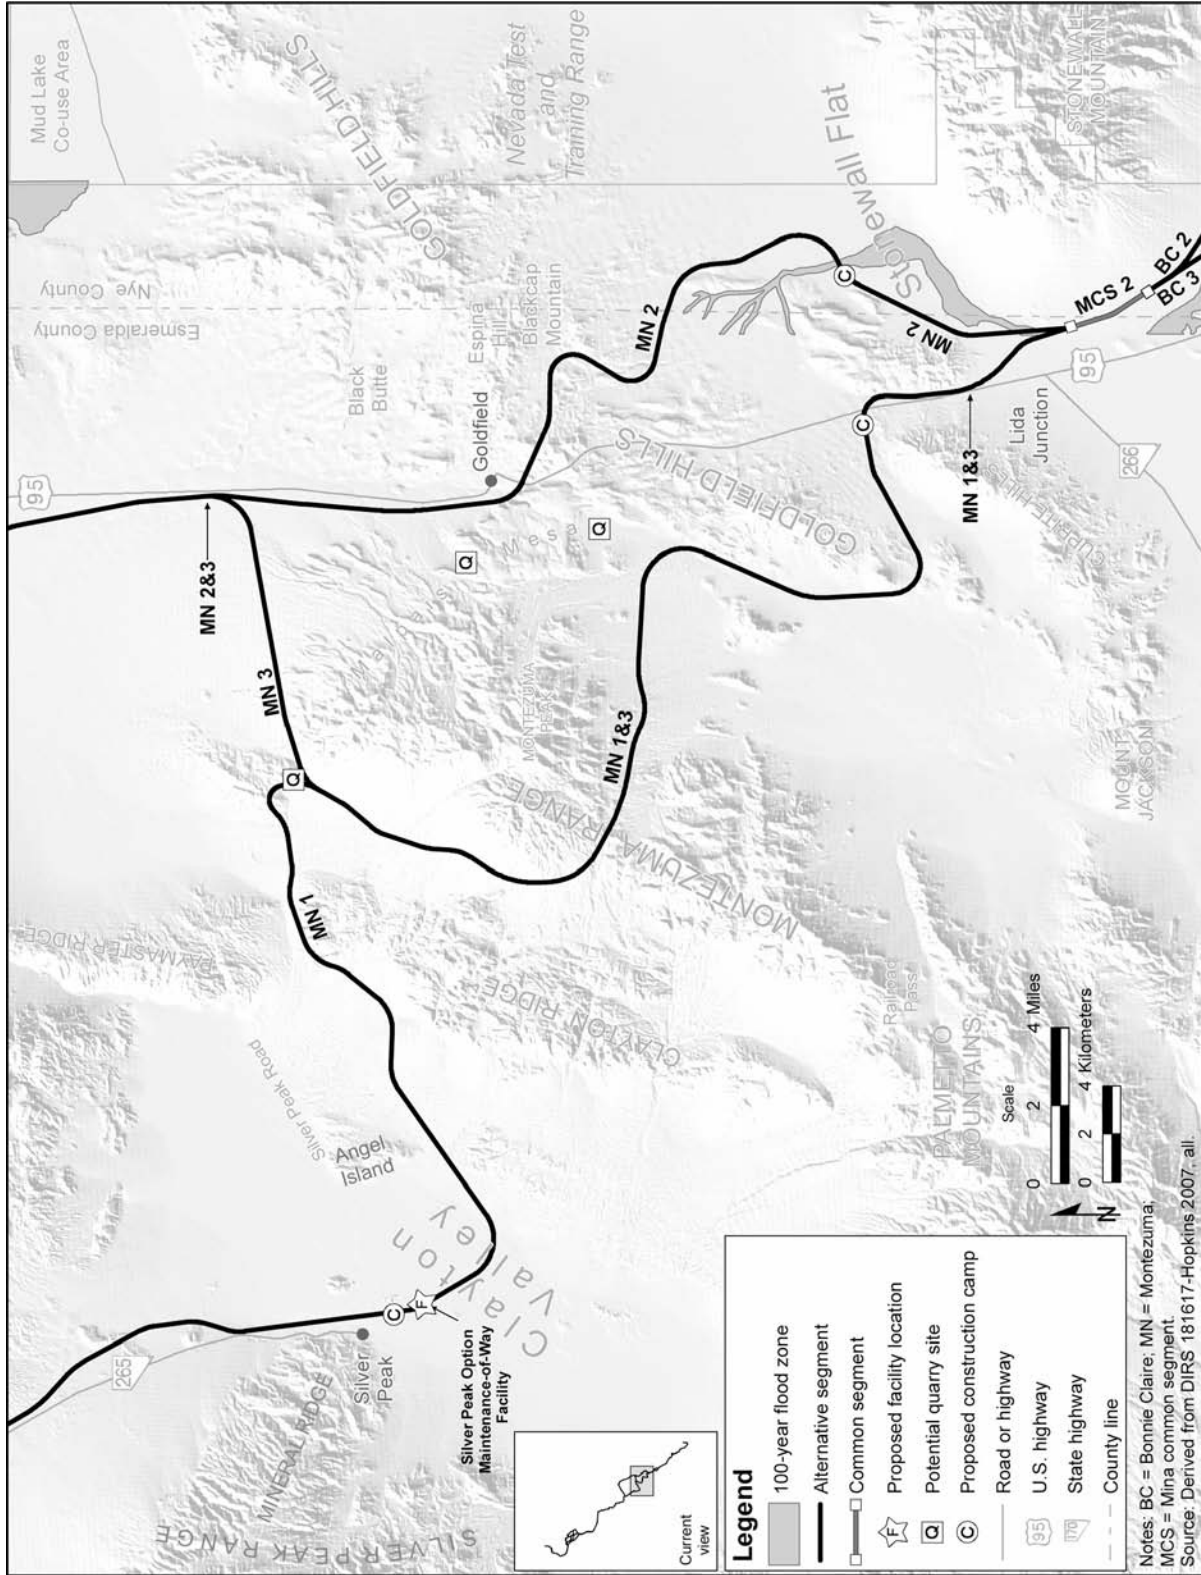 Mud Lake
Co-use Area
GOLDFIELD HILLS
Nevada Test
and
Training Range
GOLDFIELD HILLS
STONEWALL
MOUNTAIN
Stonewall Flat
Nye County
Esmeralda County
Black
Butte
Espina
Hill
Blackcap
Mountain
Goldfield
95
MN 2&3
MN 3
MN 2
MN 2
C
MCS 2
BC 2
BC 3
95
C
MN 1&3
Lida
Junction
266
CUPRITE HILLS
GOLDFIELD HILLS
Q
Q
Malpais Mesa
MONTEZUMA
PEAK
MN 1&3
Q
MN 1
MONTEZUMA RANGE
MOUNT
JACKSON
PAYMASTER RIDGE
CLAYTON RIDGE
Railroad
Pass
PALMETTO
MOUNTAINS
Silver Peak Road
Angel
Island
Clayton
Valley
C
F
265
Silver
Peak
MINERAL RIDGE
SILVER PEAK RANGE
Silver Peak Option
Maintenance-of-Way
Facility
Scale
0 2 4 Miles
0 2 4 Kilometers
N
Current
view
Legend
100-year flood zone
Alternative segment
Common segment
F Proposed facility location
Q Potential quarry site
C Proposed construction camp
Road or highway
95 U.S. highway
170 State highway
County line
Notes: BC = Bonnie Claire; MN = Montezuma;
MCS = Mina common segment.
Source: Derived from DIRS 181617-Hopkins 2007, all.